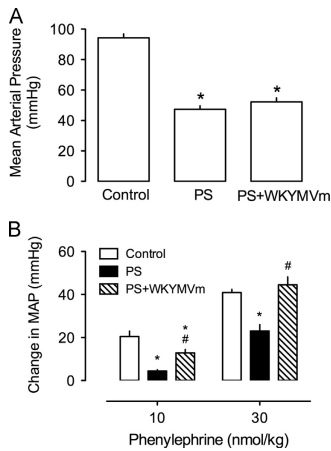 A
Mean Arterial Pressure
(mmHg)
100
80
60
40
20
0
*
*
Control PS PS+WKYMVm
B
Change in MAP (mmHg)
60
40
20
0
Control
PS
PS+WKYMVm
*
*
#
*
#
10 30
Phenylephrine (nmol/kg)